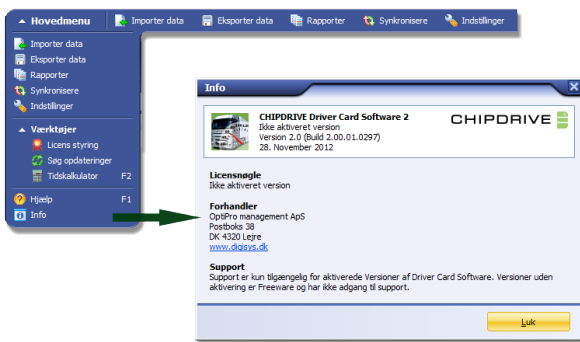 Hovedmenu
Importer data
Eksporter data
Rapporter
Synkronisere
Indstillinger
Importer data
Eksporter data
Rapporter
Synkronisere
Indstillinger
Værktøjer
Licens styring
Søg opdateringer
Tidskalkulator F2
Hjælp F1
Info
Info
CHIPDRIVE Driver Card Software 2
Ikke aktiveret version
Version 2.0 (Build 2.00.01.0297)
28. November 2012
CHIPDRIVE
Licensnøgle
Ikke aktiveret version
Forhandler
OptiPro management ApS
Postboks 38
DK 4320 Lejre
www.digisys.dk
Support
Support er kun tilgængelig for aktiverede Versioner af Driver Card Software. Versioner uden
aktivering er Freeware og har ikke adgang til support.
Luk